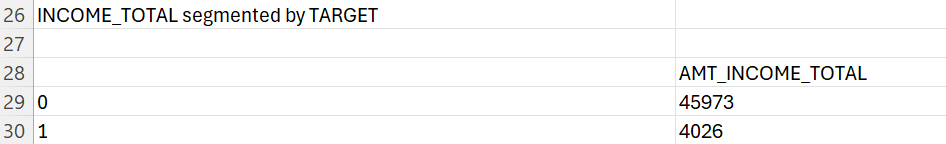 26 INCOME_TOTAL segmented by TARGET
27
28 AMT_INCOME_TOTAL
29 0 45973
30 1 4026